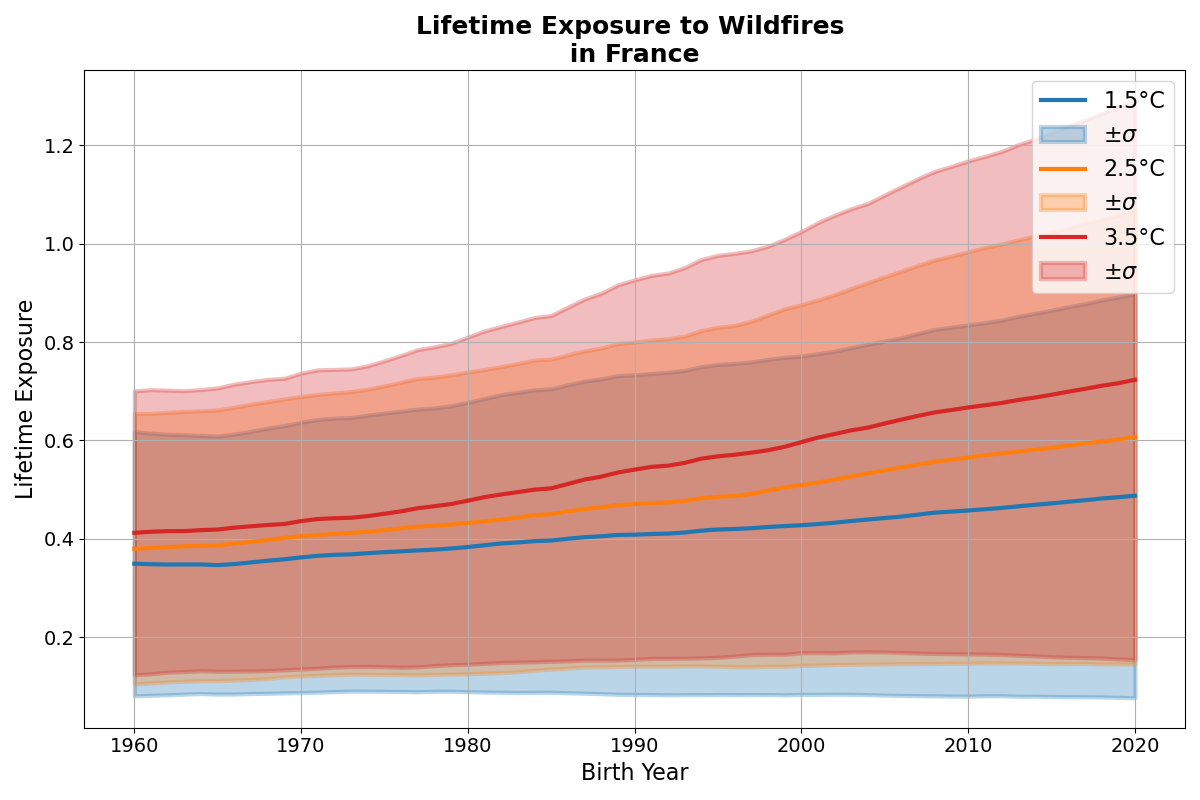 Lifetime Exposure to Wildfires
in France
Lifetime Exposure
1.2
1.0
0.8
0.6
0.4
0.2
1960
1970
1980
1990
2000
2010
2020
Birth Year
1.5°C
±σ
2.5°C
±σ
3.5°C
±σ